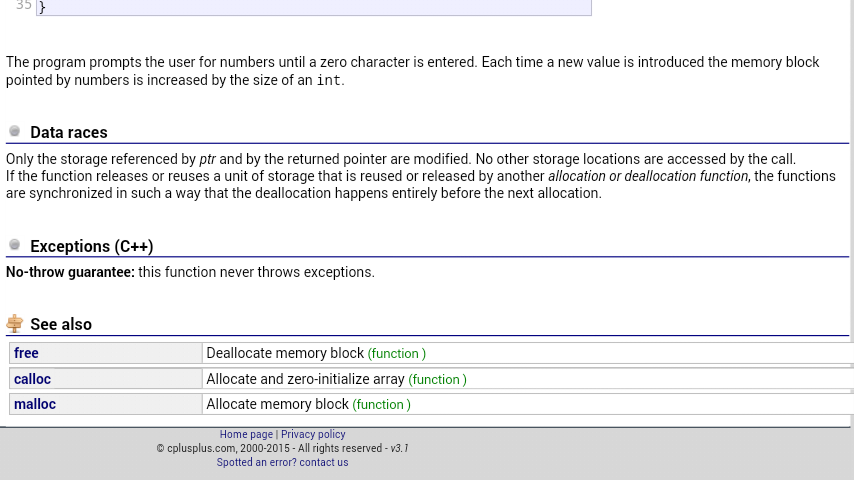 35 }
The program prompts the user for numbers until a zero character is entered. Each time a new value is introduced the memory block
pointed by numbers is increased by the size of an int.
Data races
Only the storage referenced by ptr and by the returned pointer are modified. No other storage locations are accessed by the call.
If the function releases or reuses a unit of storage that is reused or released by another allocation or deallocation function, the functions
are synchronized in such a way that the deallocation happens entirely before the next allocation.
Exceptions (C++)
No-throw guarantee: this function never throws exceptions.
See also
free Deallocate memory block (function )
calloc Allocate and zero-initialize array (function )
malloc Allocate memory block (function )
Home page | Privacy policy
© cplusplus.com, 2000-2015 - All rights reserved - v3.1
Spotted an error? contact us